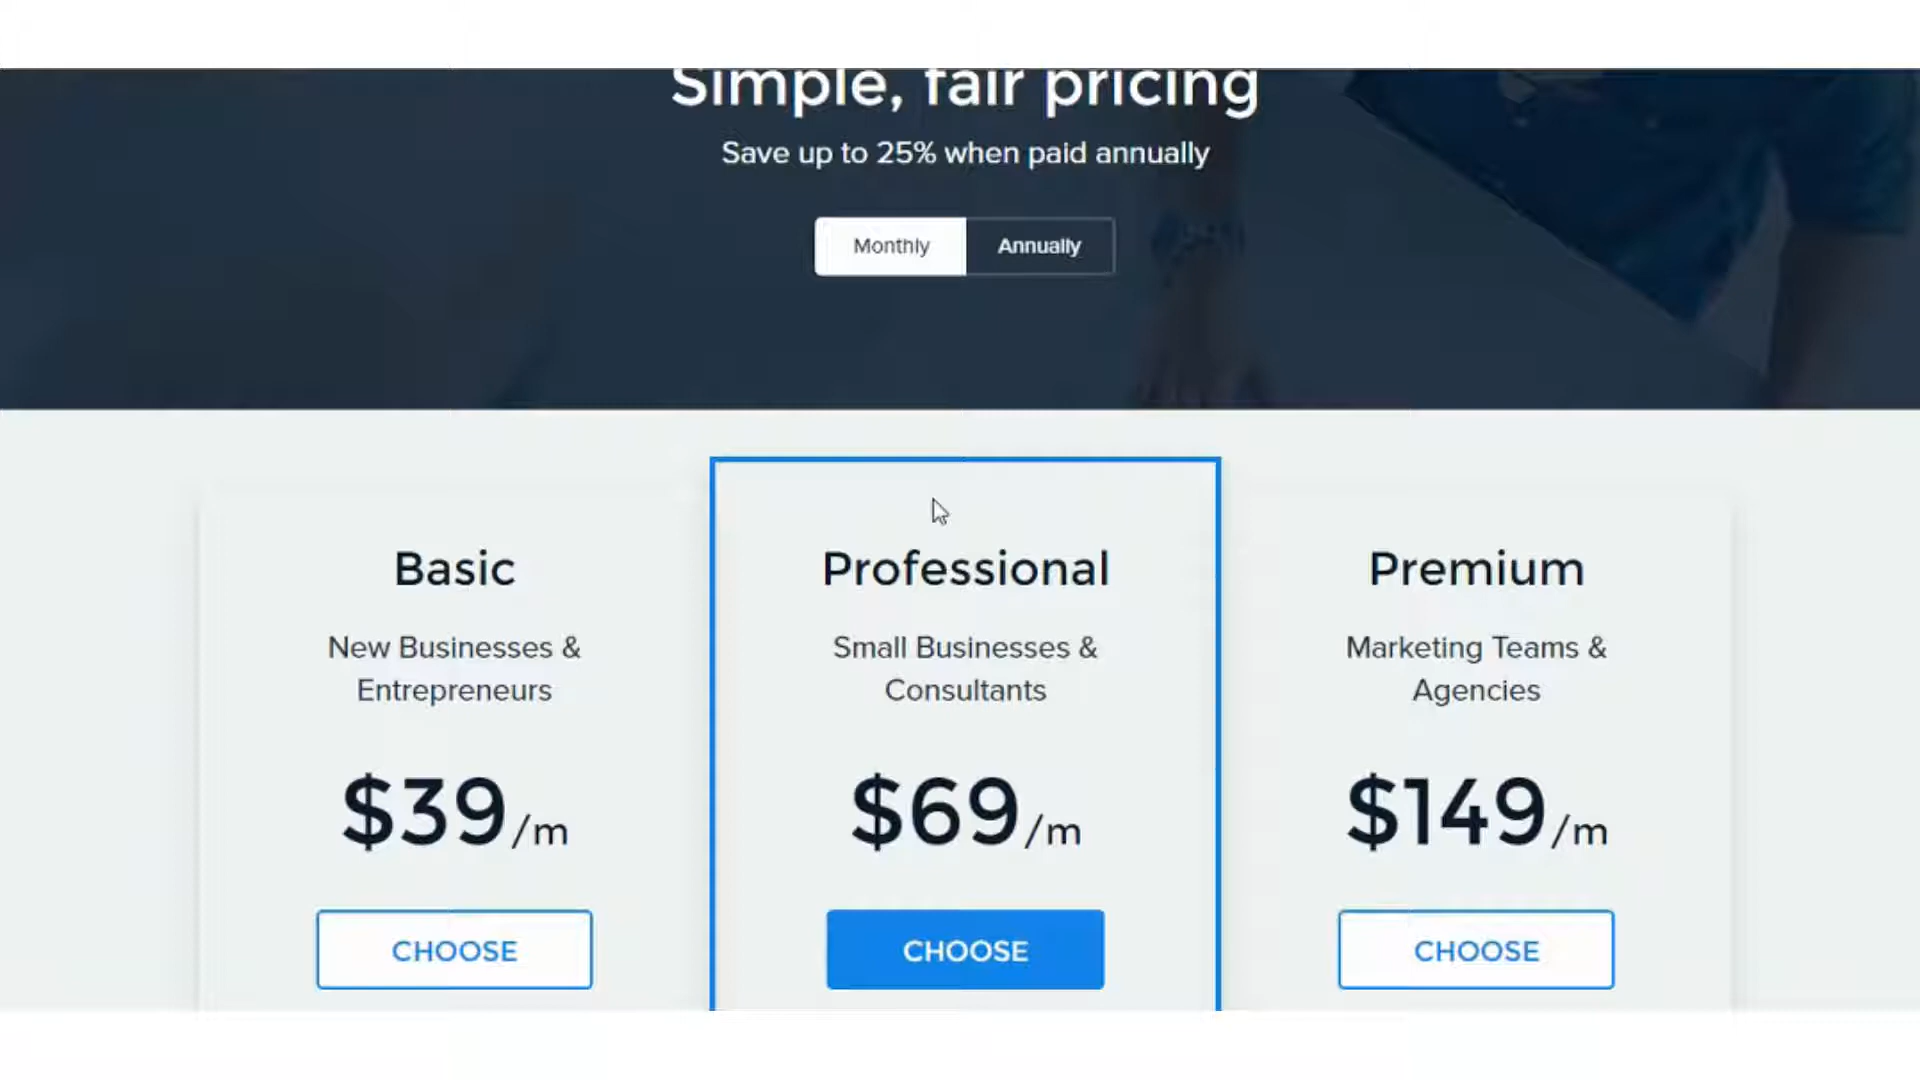 Simple, fair pricing
Save up to 25% when paid annually
Monthly
Annually
Basic
New Businesses &
Entrepreneurs
$39/m
CHOOSE
Professional
Small Businesses &
Consultants
$69/m
CHOOSE
Premium
Marketing Teams &
Agencies
$149/m
CHOOSE